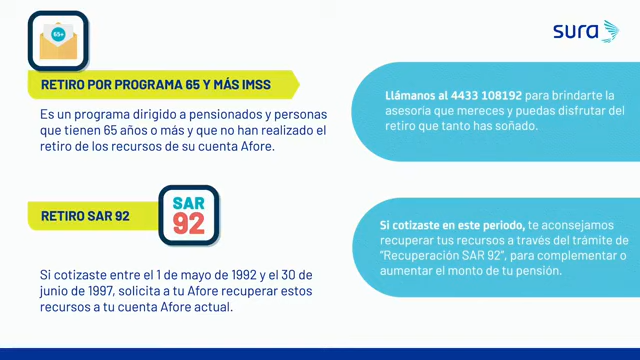 sura
65+
RETIRO POR PROGRAMA 65 Y MÁS IMSS
Es un programa dirigido a pensionados y personas
que tienen 65 años o más y que no han realizado el
retiro de los recursos de su cuenta Afore.
Llámanos al 4433 108192 para brindarte la
asesoría que mereces y puedas disfrutar del
retiro que tanto has soñado.
RETIRO SAR 92
SAR
92
Si cotizaste entre el 1 de mayo de 1992 y el 30 de
junio de 1997, solicita a tu Afore recuperar estos
recursos a tu cuenta Afore actual.
Si cotizaste en este periodo, te aconsejamos
recuperar tus recursos a través del trámite de
"Recuperación SAR 92", para complementar o
aumentar el monto de tu pensión.